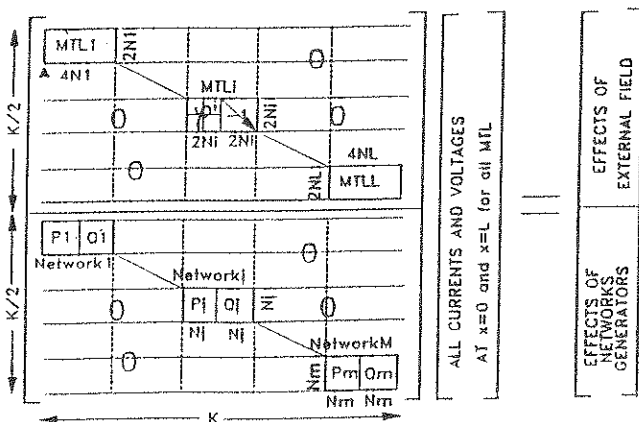 MTL1
2N1
4N1
0
MTLi
0
2Ni
0
2Ni
2Ni
0
4NL
2NL
MTLL
K/2
P1 Q1
0
Network1
Networkj
0
Pj Qj
Nj
0
Nj Nj
0
NetworkM
Nm
Pm Qm
Nm Nm
K/2
K
ALL CURRENTS AND VOLTAGES
AT x=0 and x=L for all MTL
=
EFFECTS OF
EXTERNAL FIELD
EFFECTS OF
NETWORKS
GENERATORS